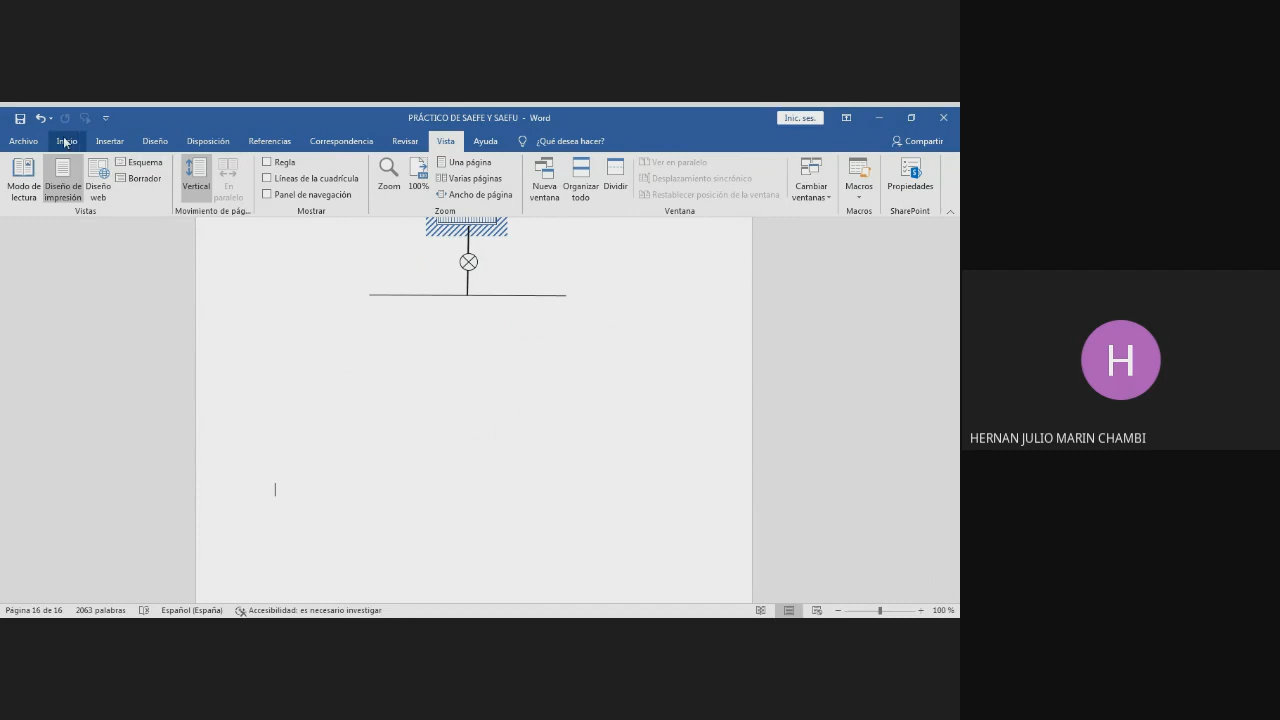 PRÁCTICO DE SAEFE Y SAEFU - Word
Inic. ses.
Archivo Inicio Insertar Diseño Disposición Referencias Correspondencia Revisar Vista Ayuda ¿Qué desea hacer? Compartir
Modo de lectura
Diseño de impresión
Diseño web
Esquema
Borrador
Vistas
Vertical
En paralelo
Movimiento de pág...
Regla
Líneas de la cuadrícula
Panel de navegación
Mostrar
Zoom
100%
Una página
Varias páginas
Ancho de página
Zoom
Nueva ventana
Organizar todo
Dividir
Ver en paralelo
Desplazamiento sincrónico
Restablecer posición de la ventana
Ventana
Cambiar ventanas
Macros
Macros
Propiedades
SharePoint
H
HERNAN JULIO MARIN CHAMBI
Página 16 de 16 2063 palabras Español (España) Accesibilidad: es necesario investigar 100 %